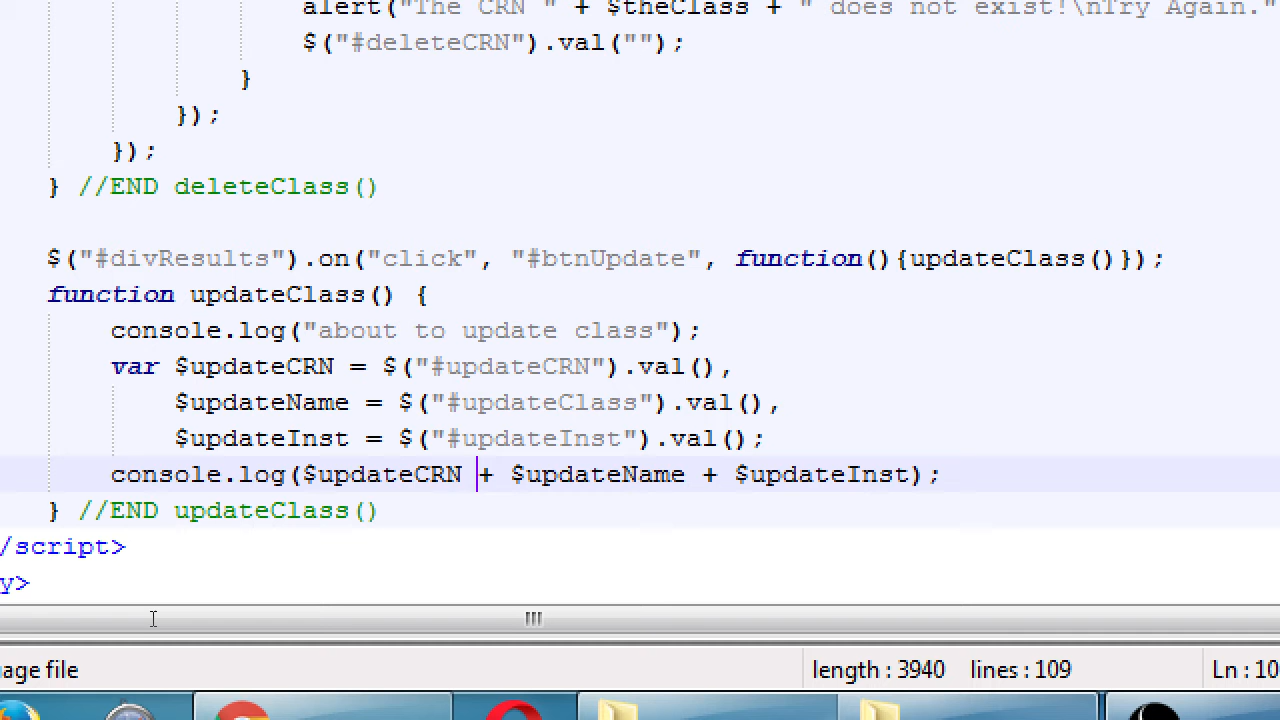 alert("The CRN " + $theClass + " does not exist!\nTry Again."
$("#deleteCRN").val("");
}
});
});
} //END deleteClass()
$("#divResults").on("click", "#btnUpdate", function(){updateClass()});
function updateClass() {
console.log("about to update class");
var $updateCRN = $("#updateCRN").val(),
$updateName = $("#updateClass").val(),
$updateInst = $("#updateInst").val();
console.log($updateCRN + $updateName + $updateInst);
} //END updateClass()
/script>
y>
age file length : 3940 lines : 109 Ln : 10